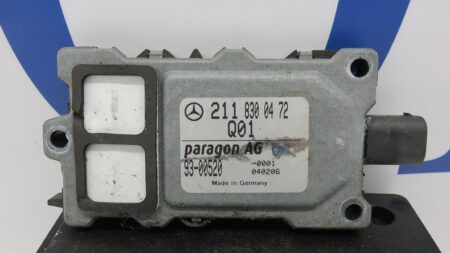 211 830 04 72
Q01
paragon AG
93-00520 -0001
040206
Made in Germany